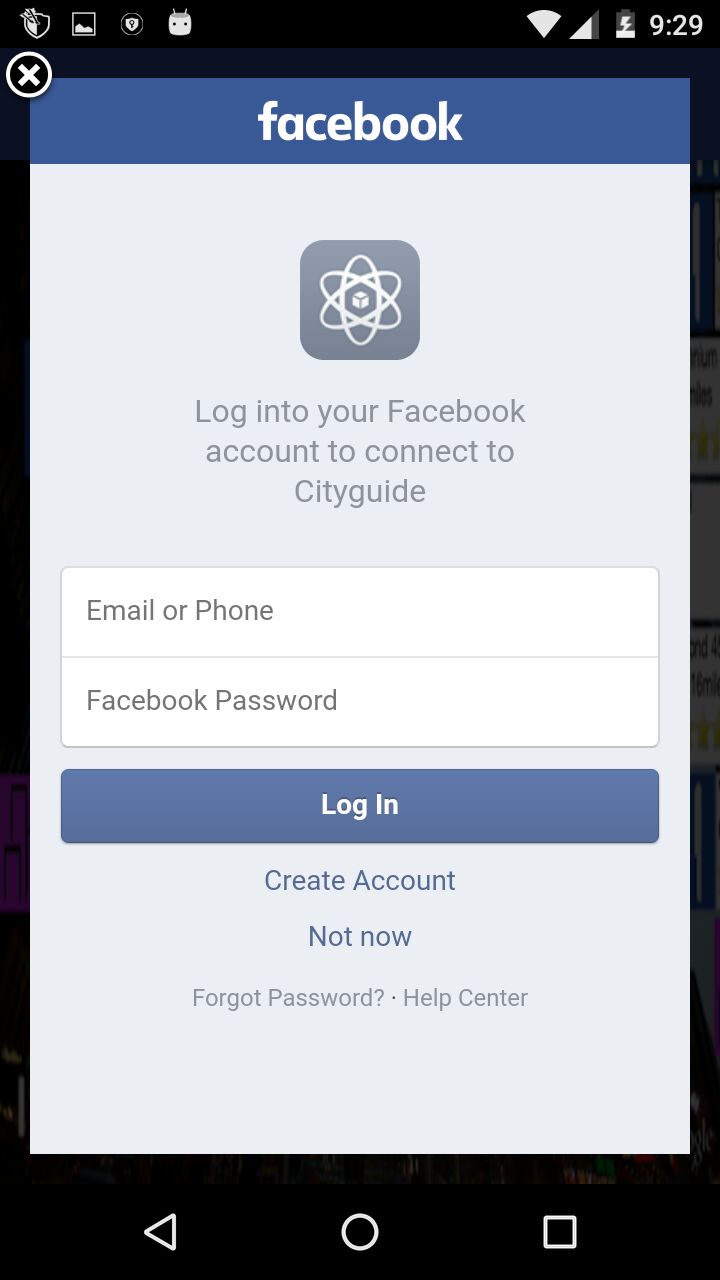 9:29
facebook
Log into your Facebook
account to connect to
Cityguide
Email or Phone
Facebook Password
Log In
Create Account
Not now
Forgot Password? · Help Center